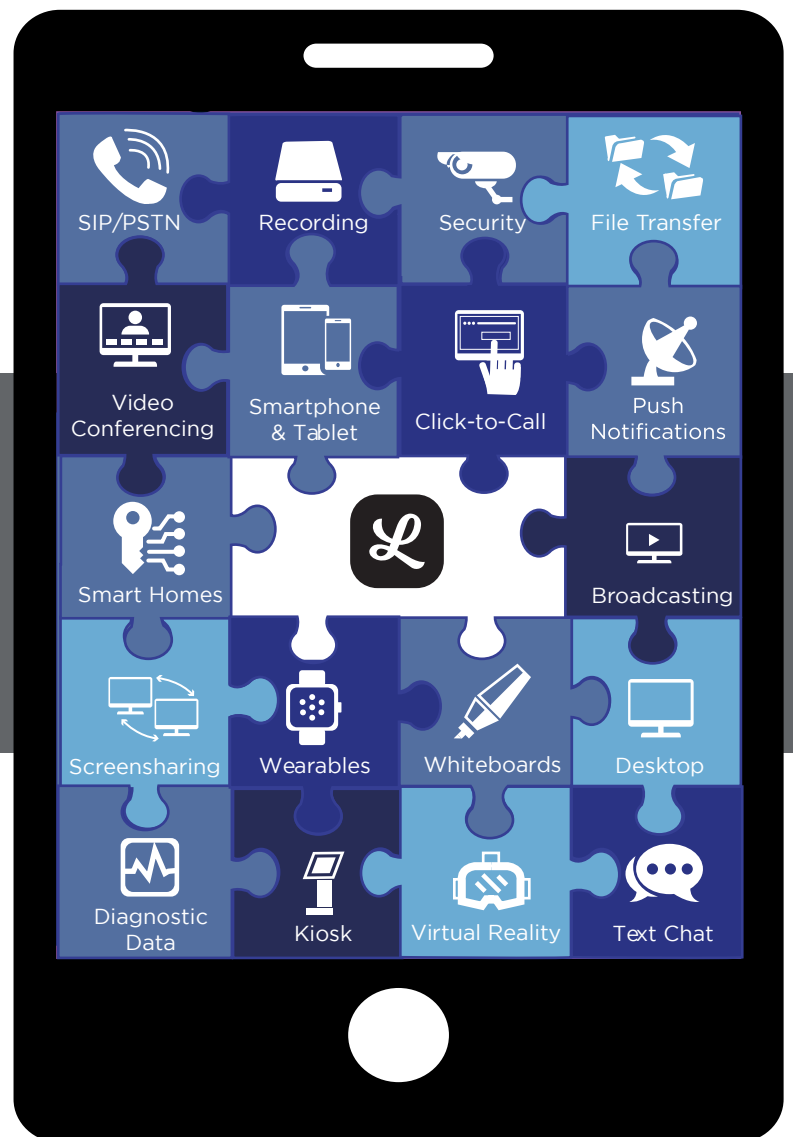 SIP/PSTN
Recording
Security
File Transfer
Video
Conferencing
Smartphone
& Tablet
Click-to-Call
Push
Notifications
Smart Homes
L
Broadcasting
Screensharing
Wearables
Whiteboards
Desktop
Diagnostic
Data
Kiosk
Virtual Reality
Text Chat